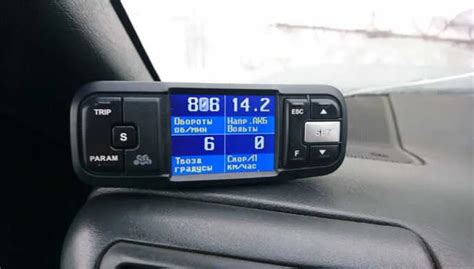 TRIP
S
PARAM
806 14.2
Обороты Напр.АКБ
об/мин Вольты
6 0
Твозд Скор/П
градусы км/час
ESC
SET
F